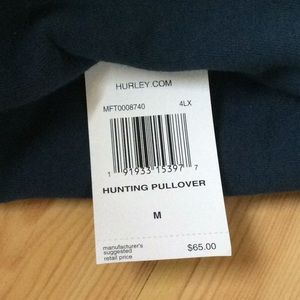 HURLEY.COM
MFT0008740 4LX
1 91933 15397 7
HUNTING PULLOVER
M
manufacturer's
suggested
retail price $65.00